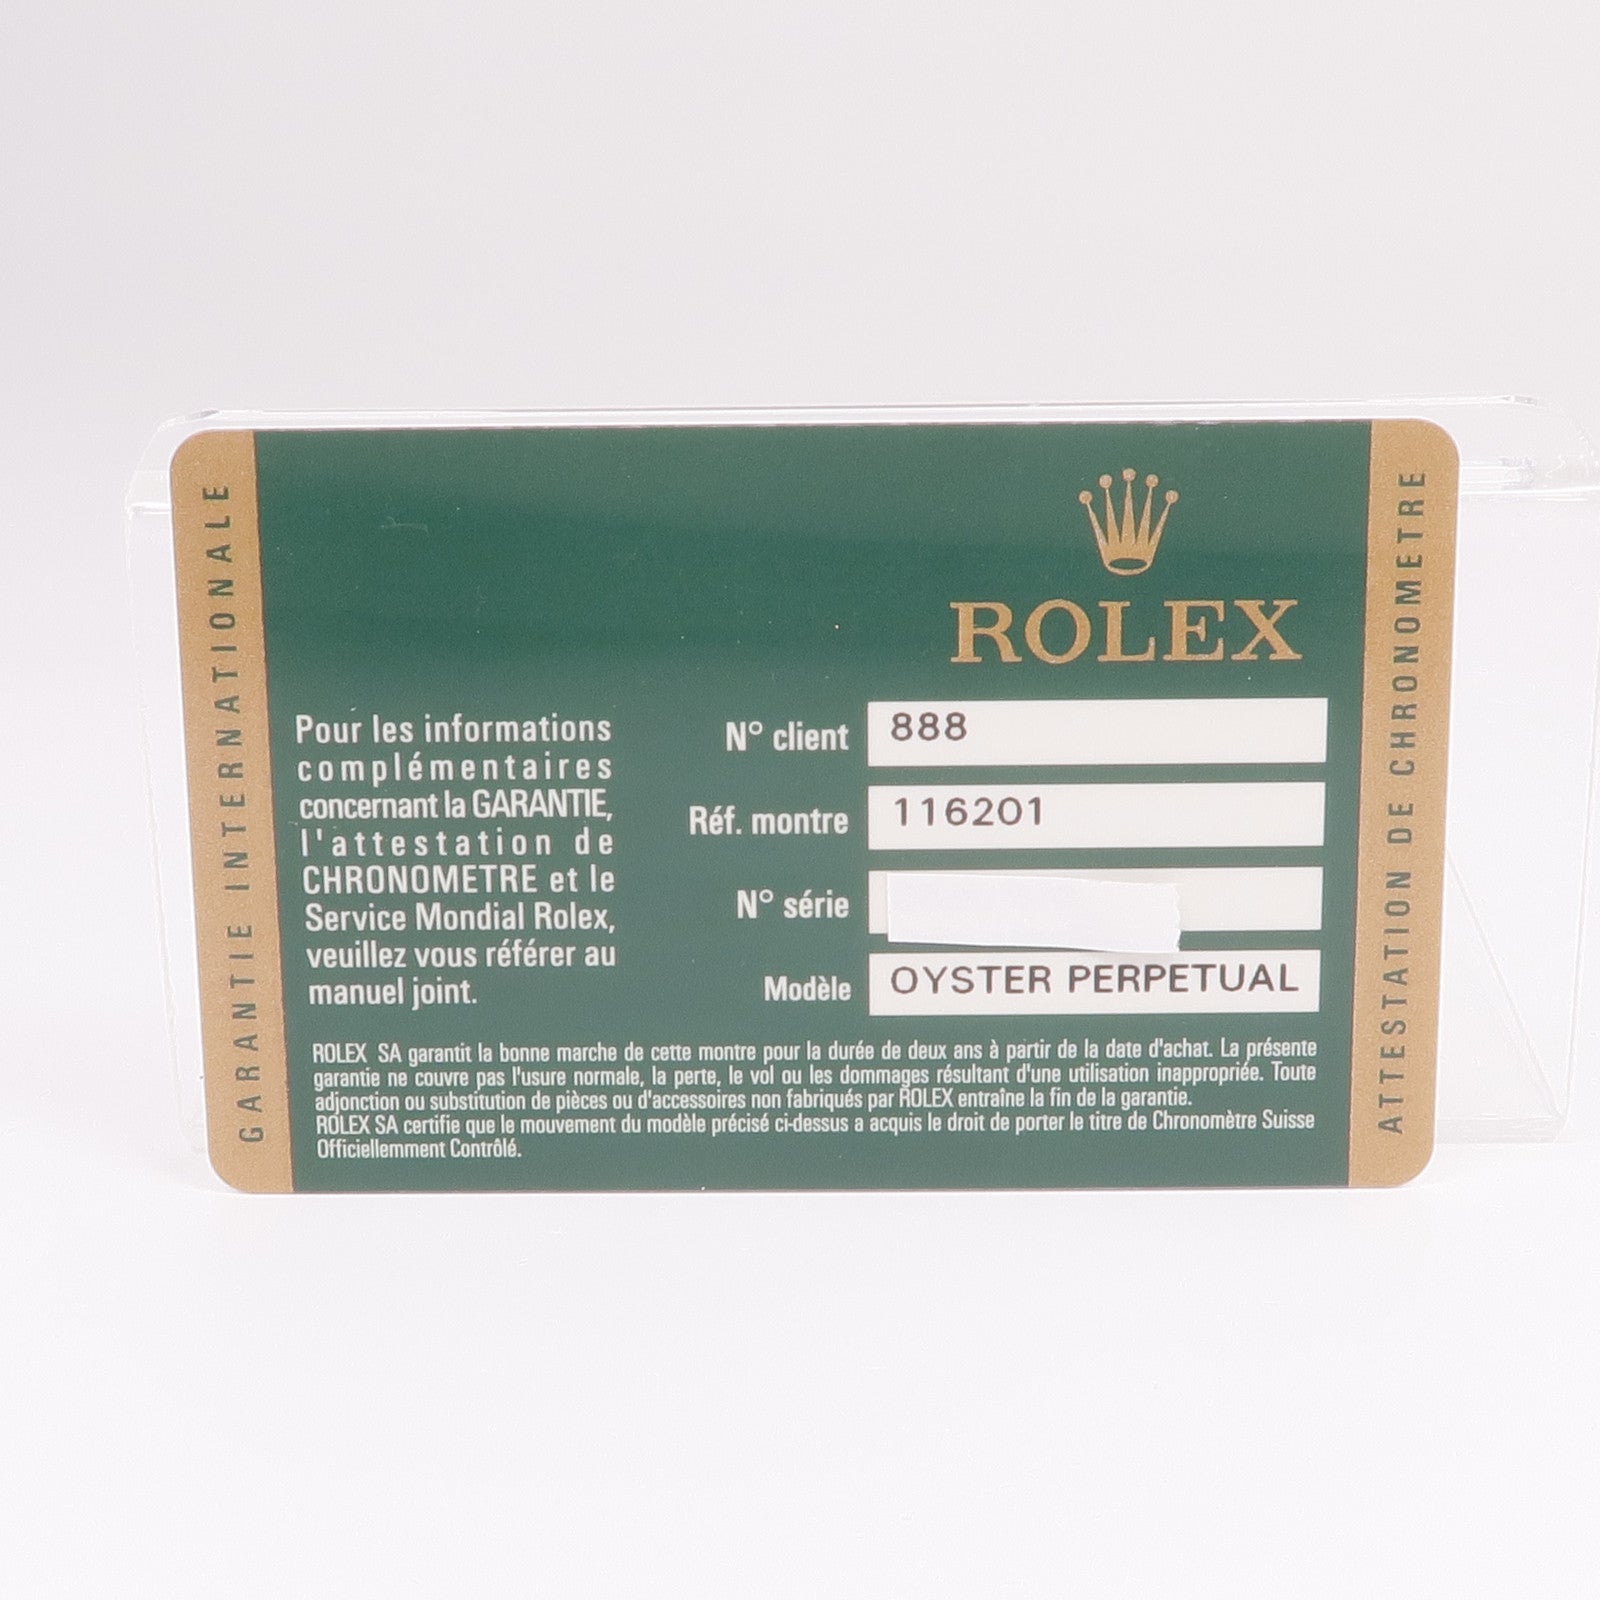 GARANTIE INTERNATIONALE
ROLEX
Pour les informations
complémentaires
concernant la GARANTIE,
l'attestation de
CHRONOMETRE et le
Service Mondial Rolex,
veuillez vous référer au
manuel joint.
N° client 888
Réf. montre 116201
N° série
Modèle OYSTER PERPETUAL
ROLEX SA garantit la bonne marche de cette montre pour la durée de deux ans à partir de la date d'achat. La présente
garantie ne couvre pas l'usure normale, la perte, le vol ou les dommages résultant d'une utilisation inappropriée. Toute
adjonction ou substitution de pièces ou d'accessoires non fabriqués par ROLEX entraîne la fin de la garantie.
ROLEX SA certifie que le mouvement du modèle précisé ci-dessus a acquis le droit de porter le titre de Chronomètre Suisse
Officiellemment Contrôlé.
ATTESTATION DE CHRONOMETRE